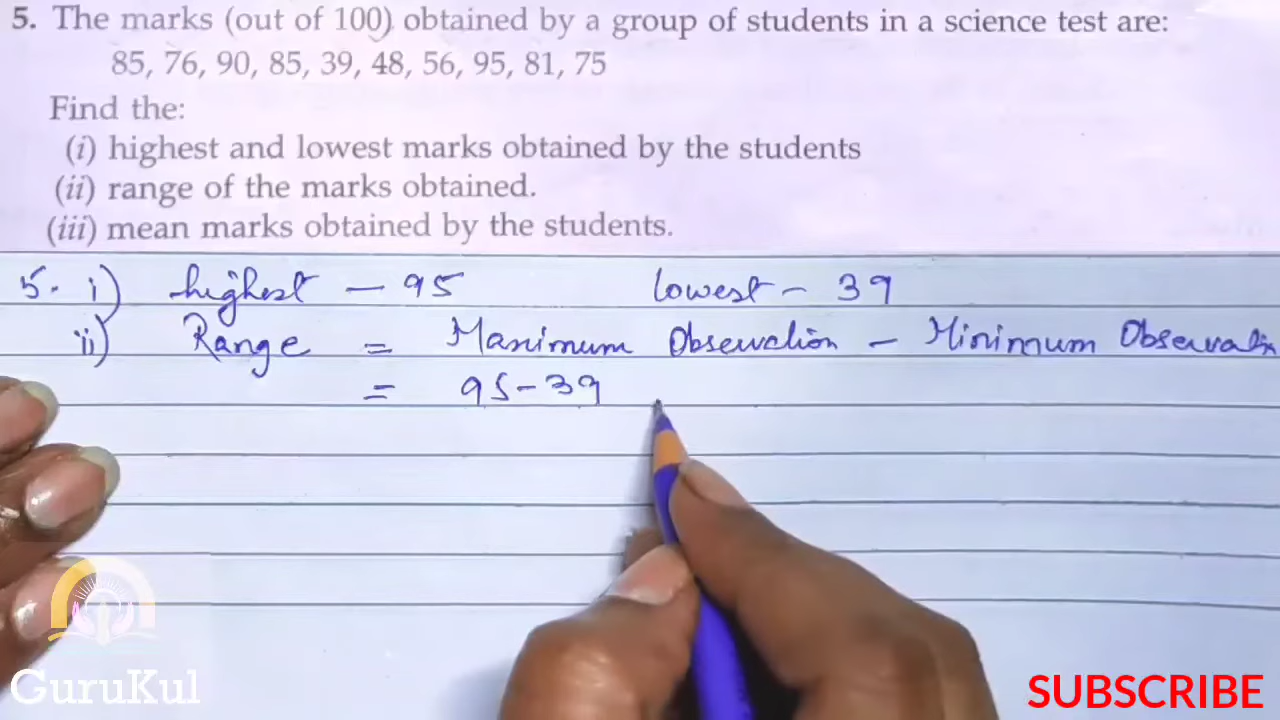 5. The marks (out of 100) obtained by a group of students in a science test are:
85, 76, 90, 85, 39, 48, 56, 95, 81, 75
Find the:
(i) highest and lowest marks obtained by the students
(ii) range of the marks obtained.
(iii) mean marks obtained by the students.
5. i) highest – 95 lowest – 39
ii) Range = Maximum Observation – Minimum Observation
= 95 – 39
GuruKul
SUBSCRIBE